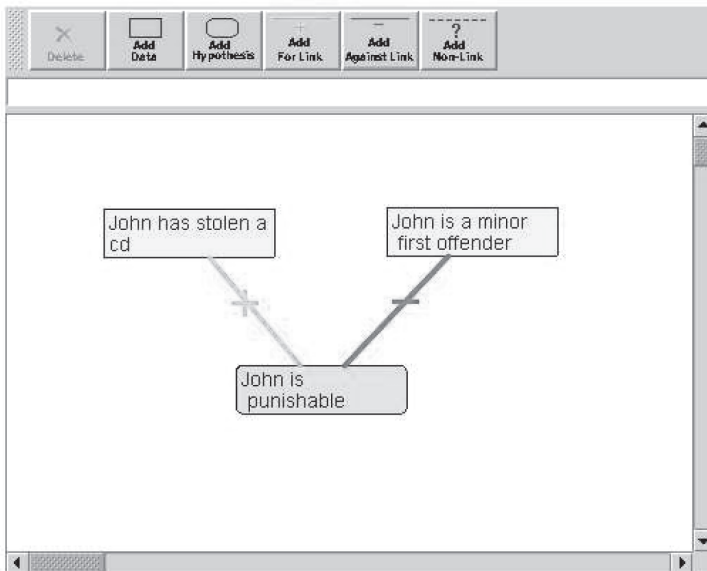 Delete
Add
Data
Add
Hypothesis
Add
For Link
Add
Against Link
?
Add
Non-Link
John has stolen a
cd
John is a minor
first offender
John is
punishable